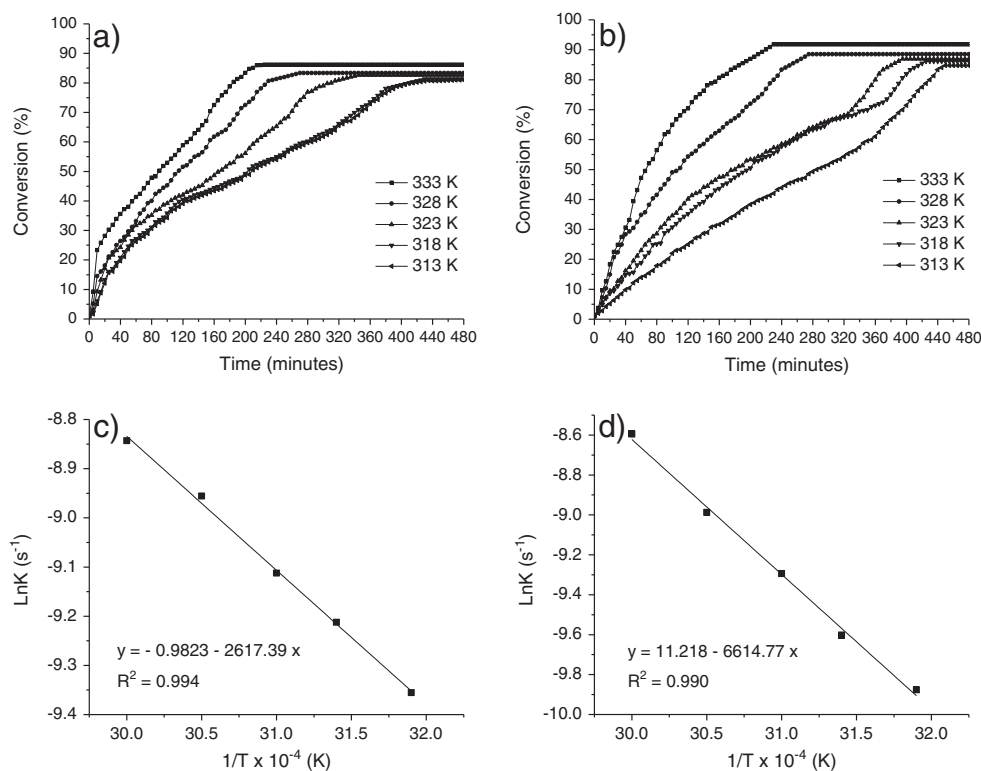 a)
Conversion (%)
100
90
80
70
60
50
40
30
20
10
0
333 K
328 K
323 K
318 K
313 K
0 40 80 120 160 200 240 280 320 360 400 440 480
Time (minutes)
b)
Conversion (%)
100
90
80
70
60
50
40
30
20
10
0
333 K
328 K
323 K
318 K
313 K
0 40 80 120 160 200 240 280 320 360 400 440 480
Time (minutes)
c)
LnK (s⁻¹)
-8.8
-8.9
-9.0
-9.1
-9.2
-9.3
-9.4
y = - 0.9823 - 2617.39 x
R² = 0.994
30.0 30.5 31.0 31.5 32.0
1/T x 10⁻⁴ (K)
d)
LnK (s⁻¹)
-8.6
-8.8
-9.0
-9.2
-9.4
-9.6
-9.8
-10.0
y = 11.218 - 6614.77 x
R² = 0.990
30.0 30.5 31.0 31.5 32.0
1/T x 10⁻⁴ (K)